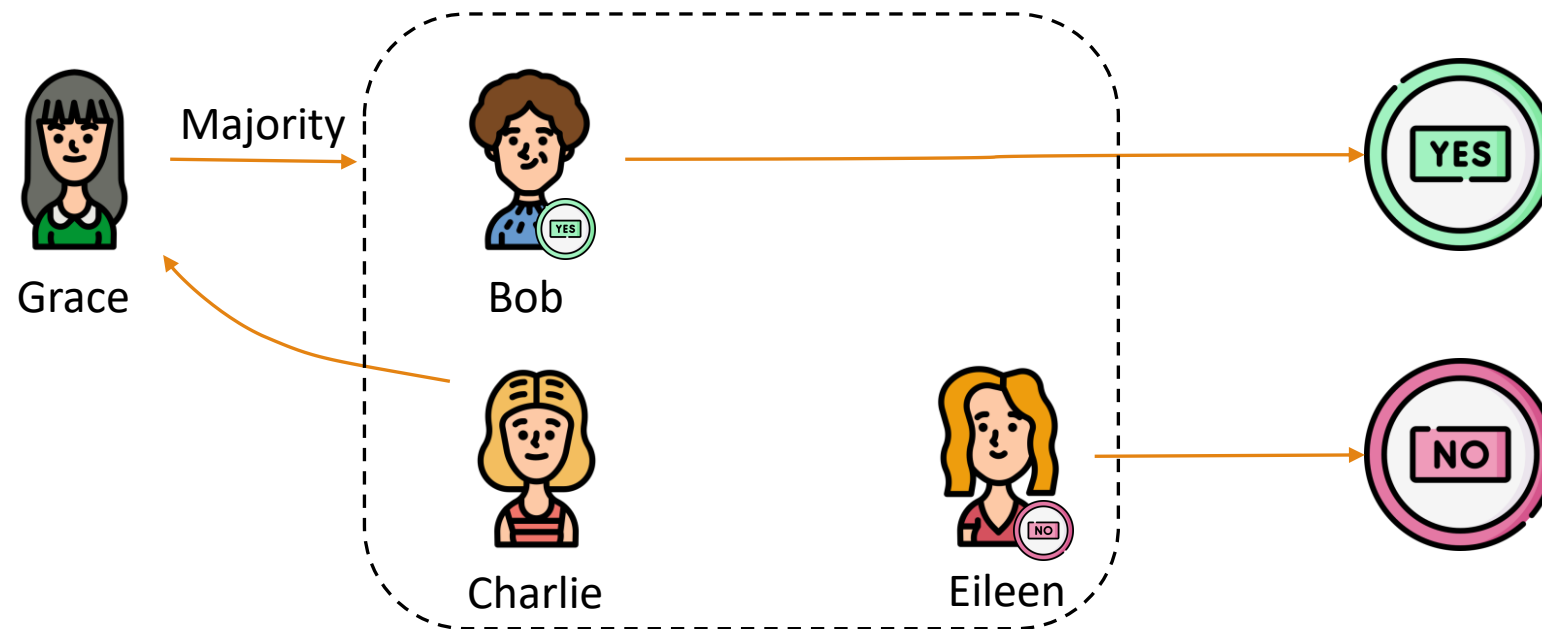 Majority
YES
YES
Grace
Bob
NO
NO
Charlie
Eileen